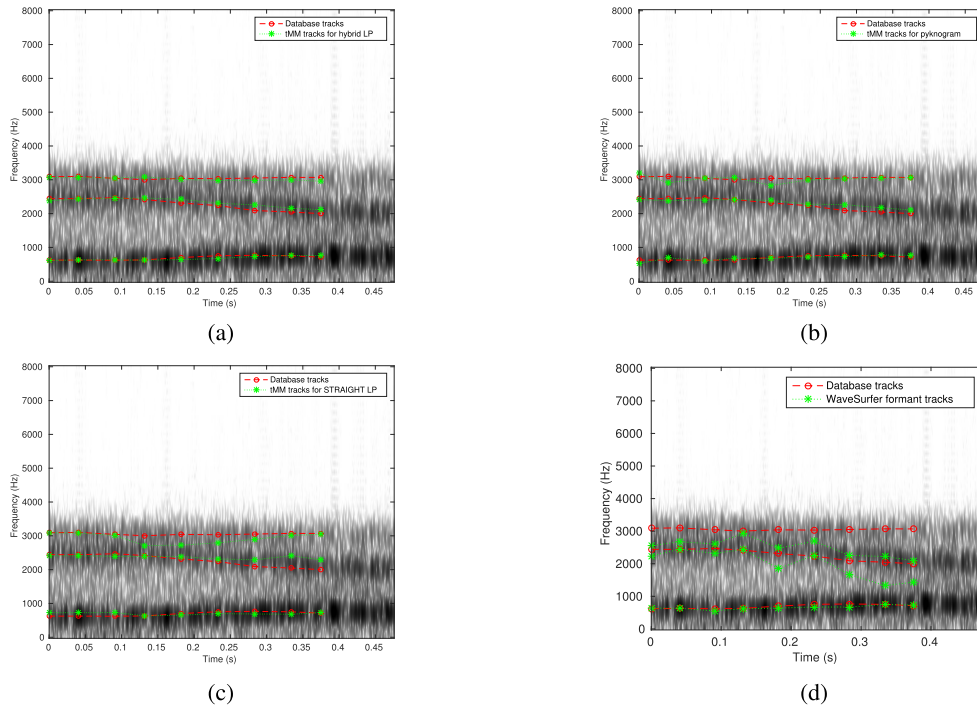 8000
7000
6000
5000
4000
3000
2000
1000
0
Frequency (Hz)
Database tracks
tMM tracks for hybrid LP
0 0.05 0.1 0.15 0.2 0.25 0.3 0.35 0.4 0.45
Time (s)
(a)
8000
7000
6000
5000
4000
3000
2000
1000
0
Frequency (Hz)
Database tracks
tMM tracks for pyknogram
0 0.05 0.1 0.15 0.2 0.25 0.3 0.35 0.4 0.45
Time (s)
(b)
8000
7000
6000
5000
4000
3000
2000
1000
0
Frequency (Hz)
Database tracks
tMM tracks for STRAIGHT LP
0 0.05 0.1 0.15 0.2 0.25 0.3 0.35 0.4 0.45
Time (s)
(c)
8000
7000
6000
5000
4000
3000
2000
1000
0
Frequency (Hz)
Database tracks
WaveSurfer formant tracks
0 0.1 0.2 0.3 0.4
Time (s)
(d)